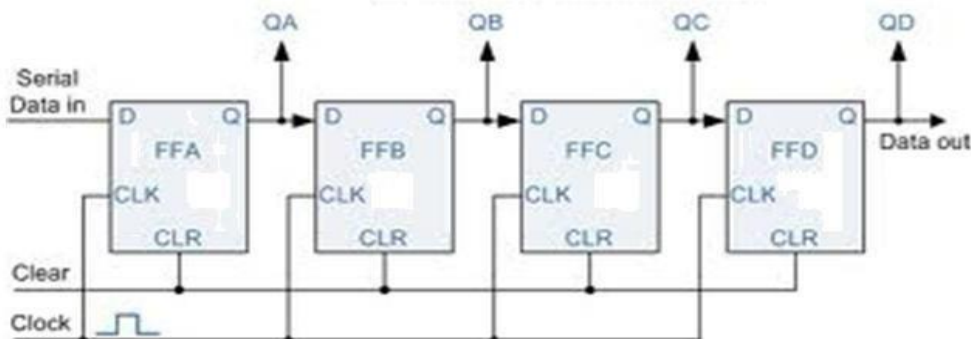 QA QB QC QD
Serial
Data in
D Q D Q D Q D Q
Data out
FFA FFB FFC FFD
CLK CLK CLK CLK
CLR CLR CLR CLR
Clear
Clock